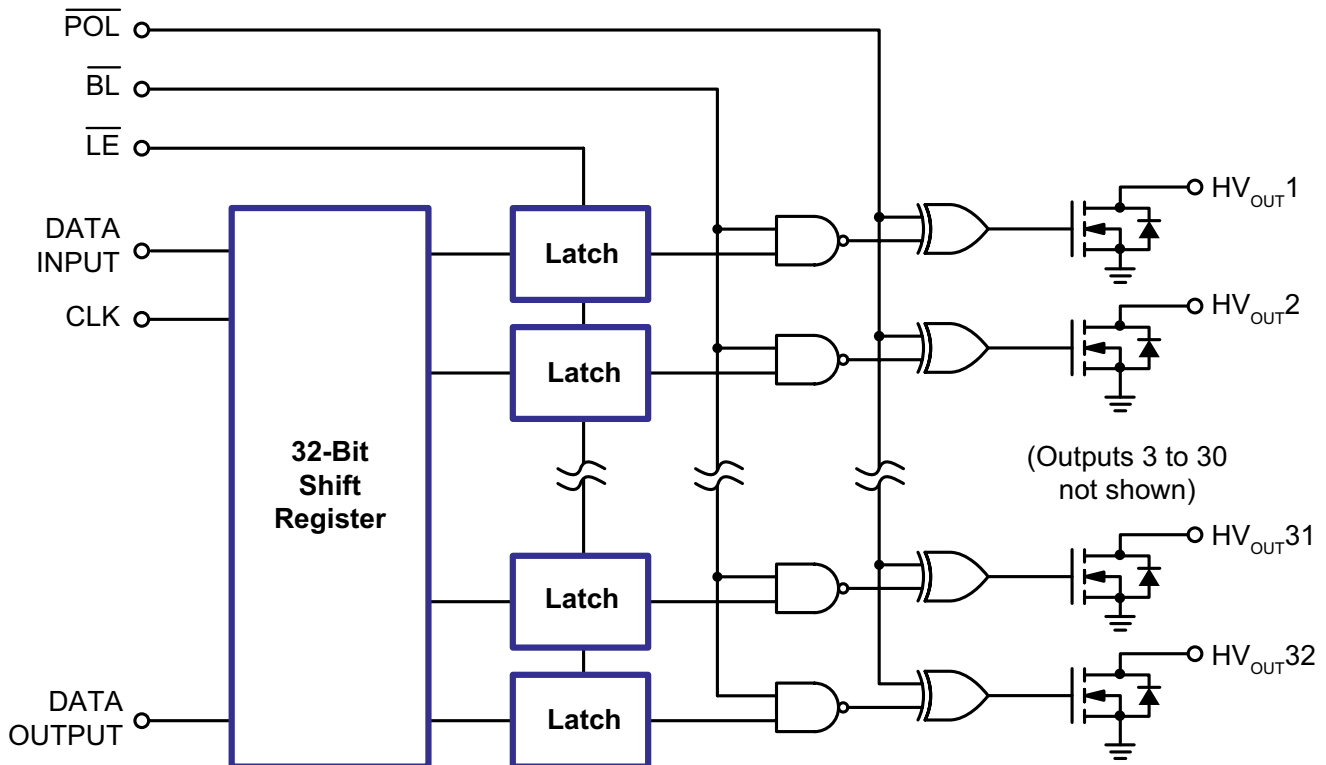 POL
BL
LE
DATA
INPUT
CLK
DATA
OUTPUT
32-Bit
Shift
Register
Latch
Latch
Latch
Latch
HVOUT1
HVOUT2
(Outputs 3 to 30
not shown)
HVOUT31
HVOUT32